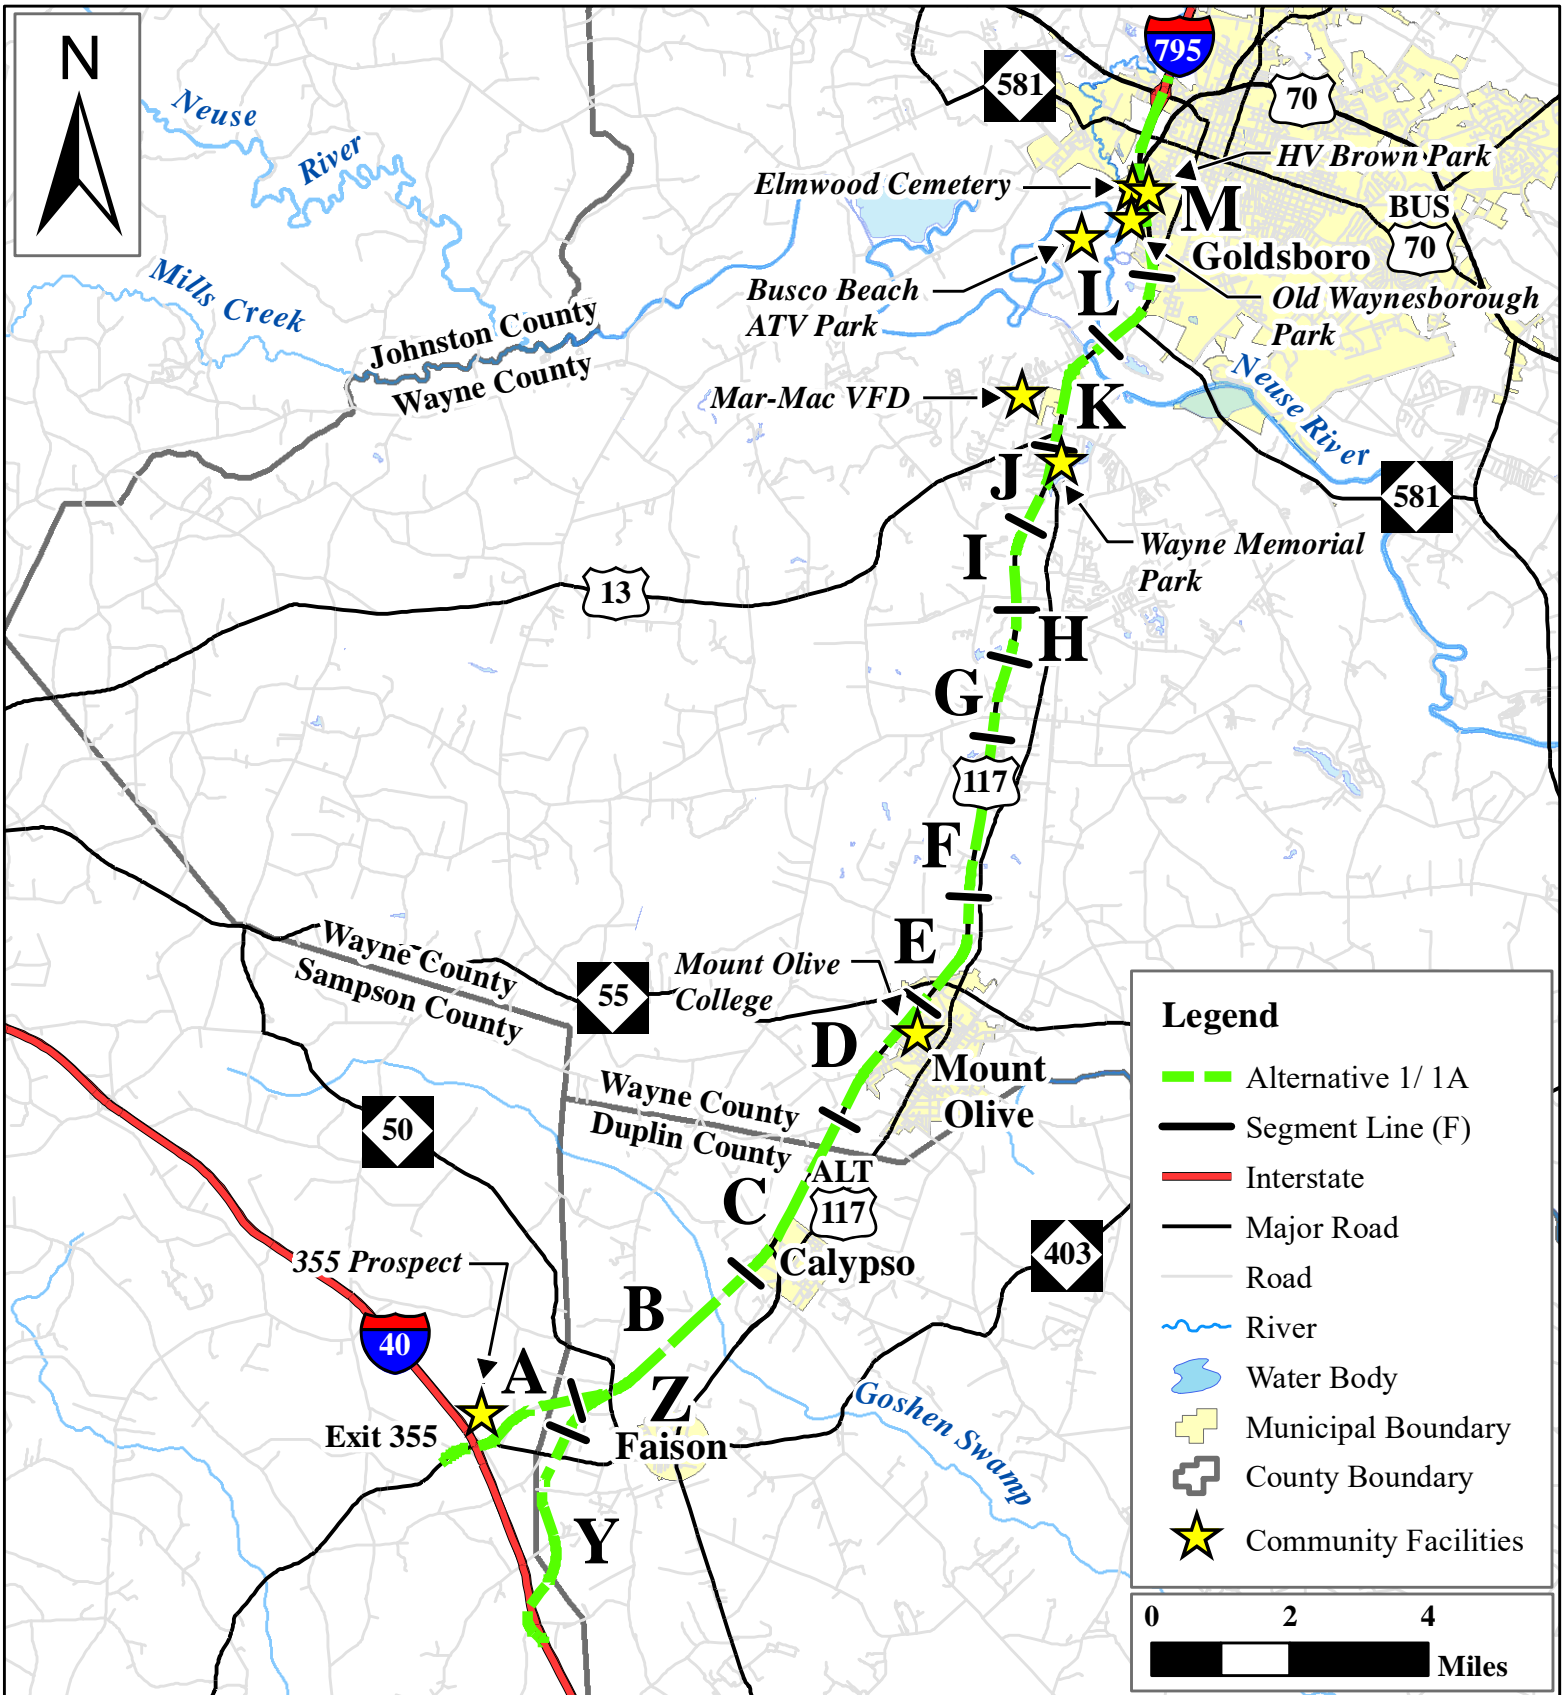 N
795
581
70
Neuse
River
HV Brown Park
Elmwood Cemetery
M
BUS
70
Goldsboro
Mills Creek
Busco Beach
ATV Park
L
Old Waynesborough
Park
Johnston County
Wayne County
Neuse River
Mar-Mac VFD
K
J
581
I
Wayne Memorial
Park
13
H
G
117
F
E
Wayne County
Sampson County
55
Mount Olive
College
D
Mount
Olive
Wayne County
Duplin County
50
ALT
117
C
403
355 Prospect
Calypso
B
40
A
Z
Goshen Swamp
Exit 355
Faison
Y
Legend
Alternative 1/ 1A
Segment Line (F)
Interstate
Major Road
Road
River
Water Body
Municipal Boundary
County Boundary
Community Facilities
0 2 4
Miles